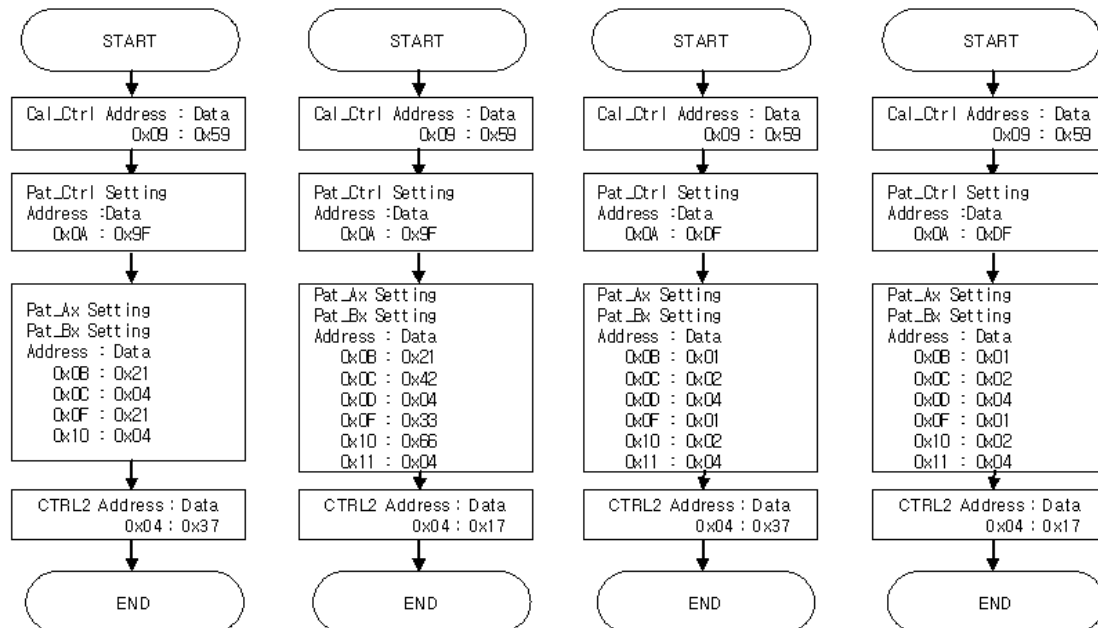 START
Cal_Ctrl Address : Data
0x09 : 0x59
Pat_Ctrl Setting
Address :Data
0x0A : 0x9F
Pat_Ax Setting
Pat_Bx Setting
Address : Data
0x0B : 0x21
0x0C : 0x04
0x0F : 0x21
0x10 : 0x04
CTRL2 Address : Data
0x04 : 0x37
END
START
Cal_Ctrl Address : Data
0x09 : 0x59
Pat_Ctrl Setting
Address :Data
0x0A : 0x9F
Pat_Ax Setting
Pat_Bx Setting
Address : Data
0x0B : 0x21
0x0C : 0x42
0x0D : 0x04
0x0F : 0x33
0x10 : 0x66
0x11 : 0x04
CTRL2 Address : Data
0x04 : 0x17
END
START
Cal_Ctrl Address : Data
0x09 : 0x59
Pat_Ctrl Setting
Address :Data
0x0A : 0xDF
Pat_Ax Setting
Pat_Bx Setting
Address : Data
0x0B : 0x01
0x0C : 0x02
0x0D : 0x04
0x0F : 0x01
0x10 : 0x02
0x11 : 0x04
CTRL2 Address : Data
0x04 : 0x37
END
START
Cal_Ctrl Address : Data
0x09 : 0x59
Pat_Ctrl Setting
Address :Data
0x0A : 0xDF
Pat_Ax Setting
Pat_Bx Setting
Address : Data
0x0B : 0x01
0x0C : 0x02
0x0D : 0x04
0x0F : 0x01
0x10 : 0x02
0x11 : 0x04
CTRL2 Address : Data
0x04 : 0x17
END